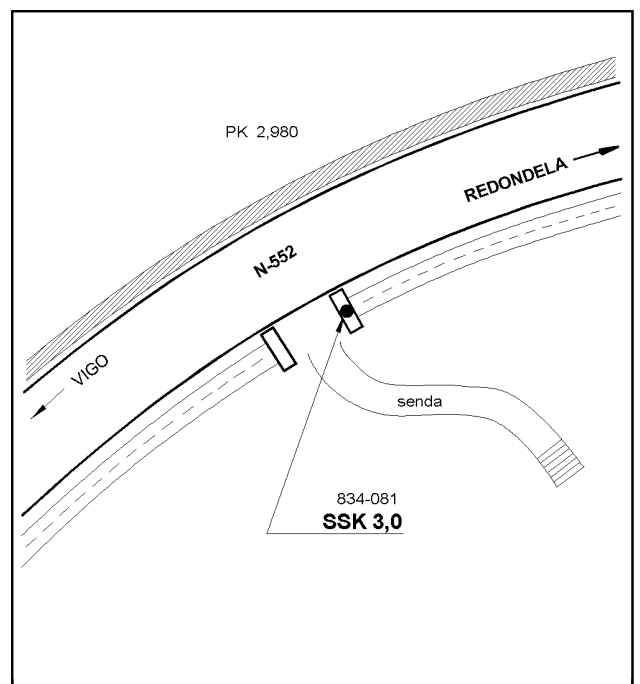 PK 2,980
REDONDELA
N-552
VIGO
senda
834-081
SSK 3,0